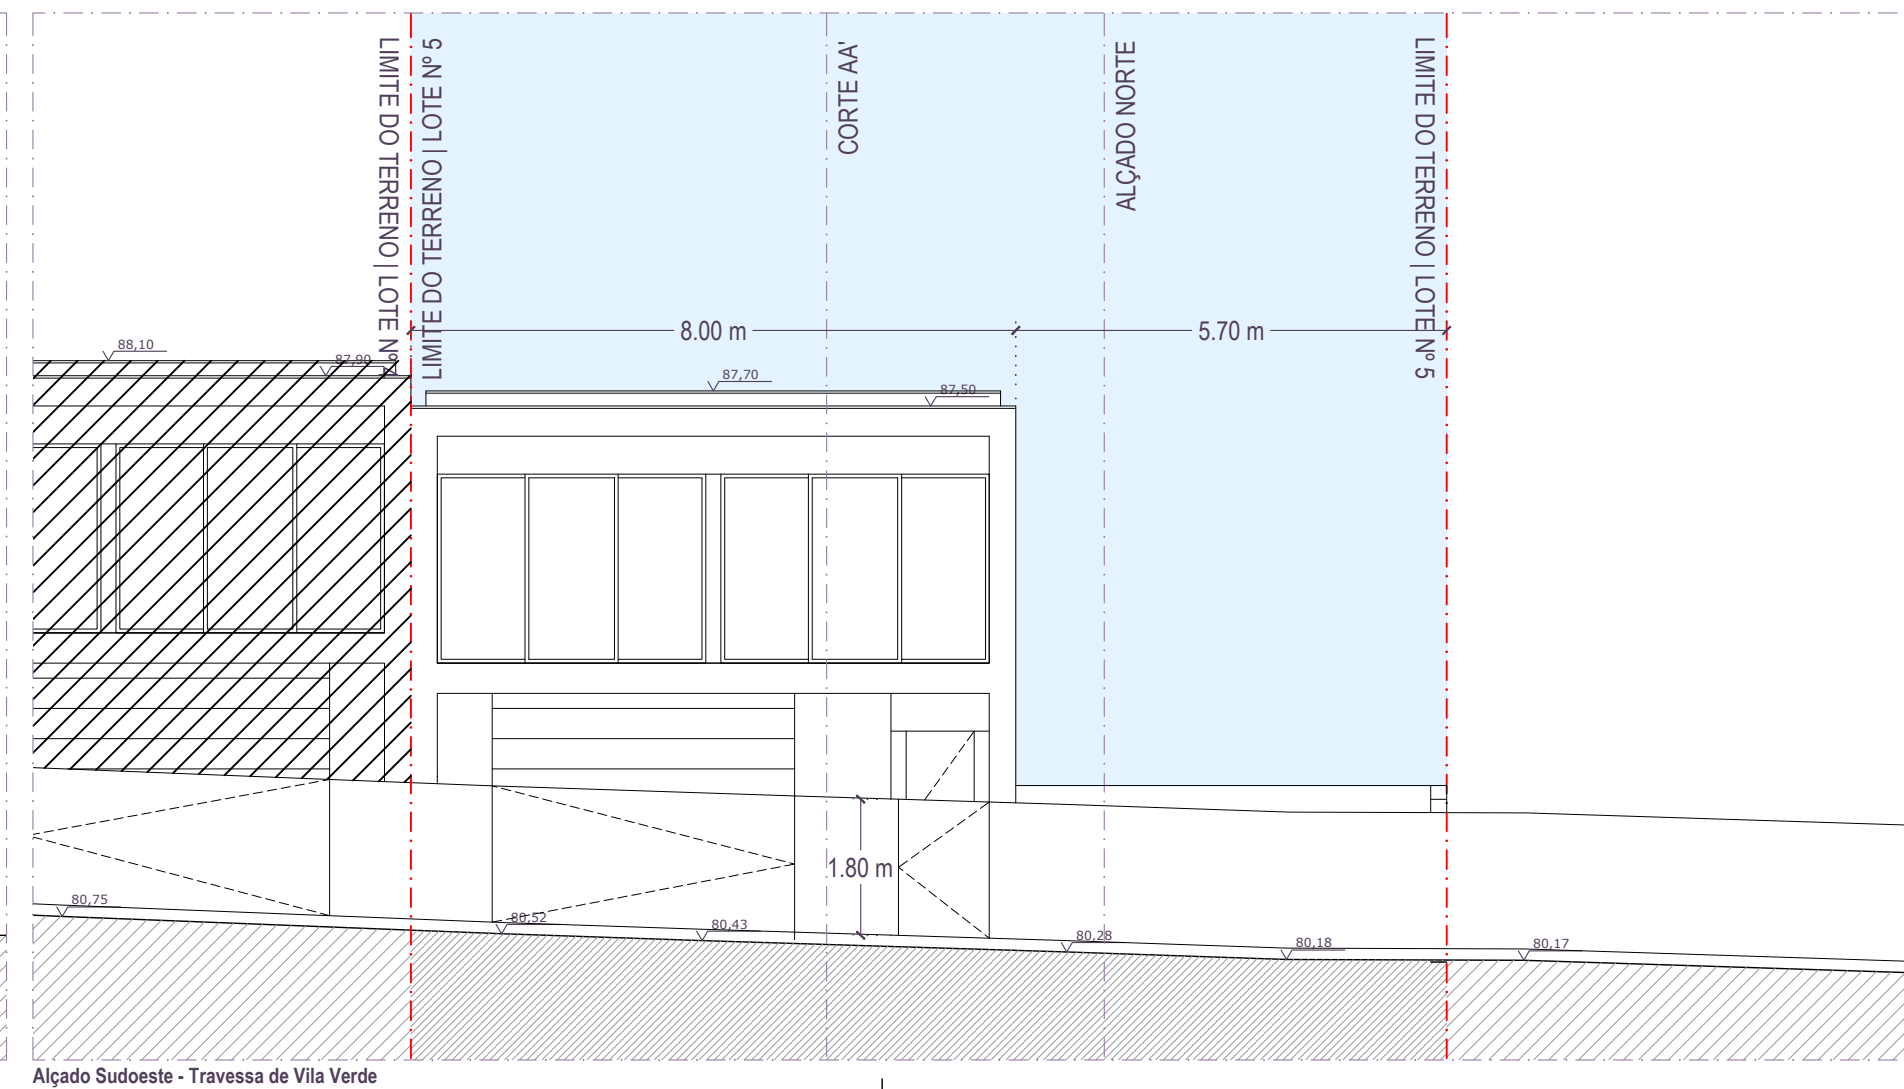 LIMITE DO TERRENO | LOTE Nº
LIMITE DO TERRENO | LOTE Nº 5
CORTE AA'
ALÇADO NORTE
LIMITE DO TERRENO | LOTE Nº 5
8.00 m
5.70 m
88,10
87,90
87,70
87,50
1.80 m
80,75
80,52
80,43
80,28
80,18
80,17
Alçado Sudoeste - Travessa de Vila Verde